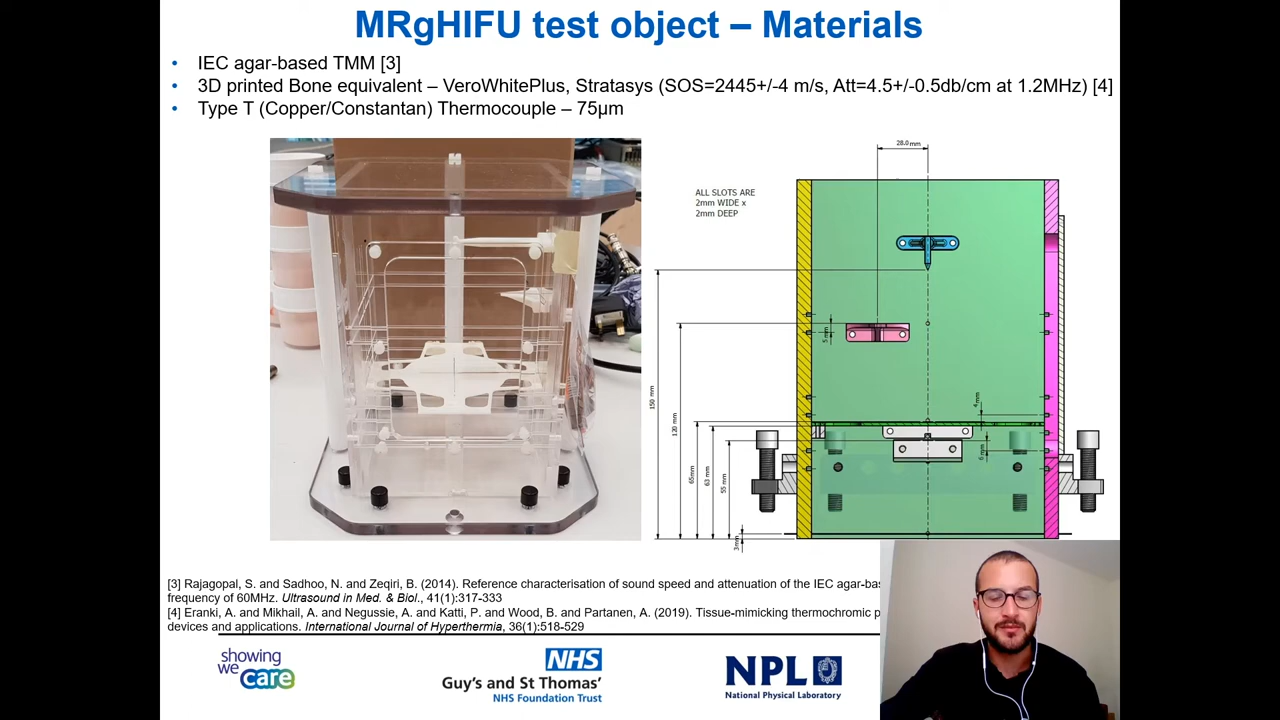 MRgHIFU test object – Materials
• IEC agar-based TMM [3]
• 3D printed Bone equivalent – VeroWhitePlus, Stratasys (SOS=2445+/-4 m/s, Att=4.5+/-0.5db/cm at 1.2MHz) [4]
• Type T (Copper/Constantan) Thermocouple – 75μm
28.0mm
ALL SLOTS ARE
2mm WIDE x
2mm DEEP
5mm
150 mm
120 mm
4mm
65mm
63 mm
55 mm
6mm
3mm
[3] Rajagopal, S. and Sadhoo, N. and Zeqiri, B. (2014). Reference characterisation of sound speed and attenuation of the IEC agar-bas
frequency of 60MHz. Ultrasound in Med. & Biol., 41(1):317-333
[4] Eranki, A. and Mikhail, A. and Negussie, A. and Katti, P. and Wood, B. and Partanen, A. (2019). Tissue-mimicking thermochromic p
devices and applications. International Journal of Hyperthermia, 36(1):518-529
showing
we
care
NHS
Guy's and St Thomas'
NHS Foundation Trust
NPL
National Physical Laboratory